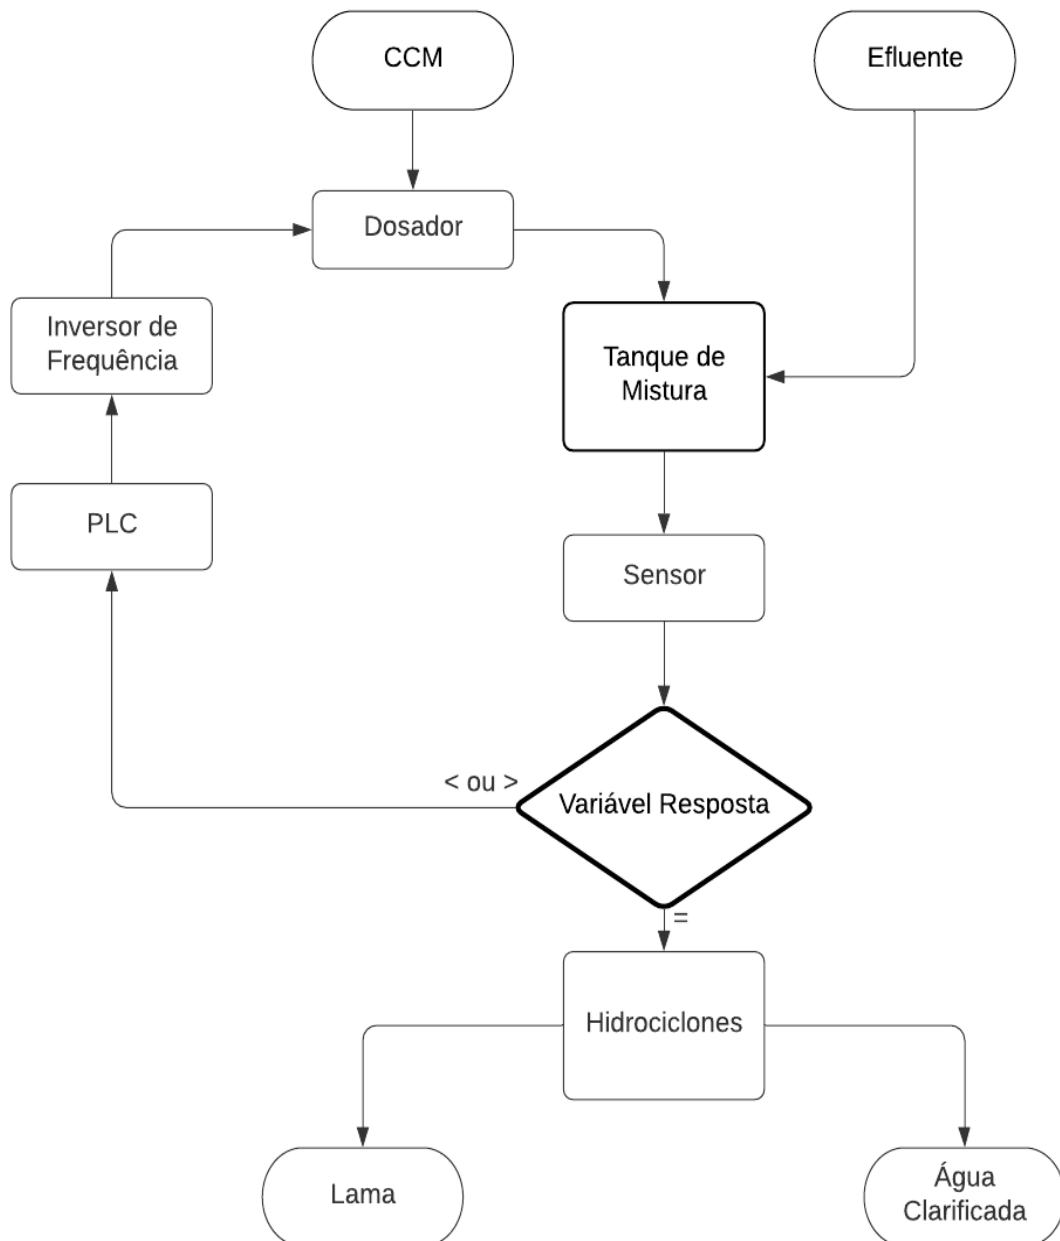 CCM
Efluente
Dosador
Inversor de
Frequência
Tanque de
Mistura
PLC
Sensor
< ou >
Variável Resposta
=
Hidrociclones
Lama
Água
Clarificada